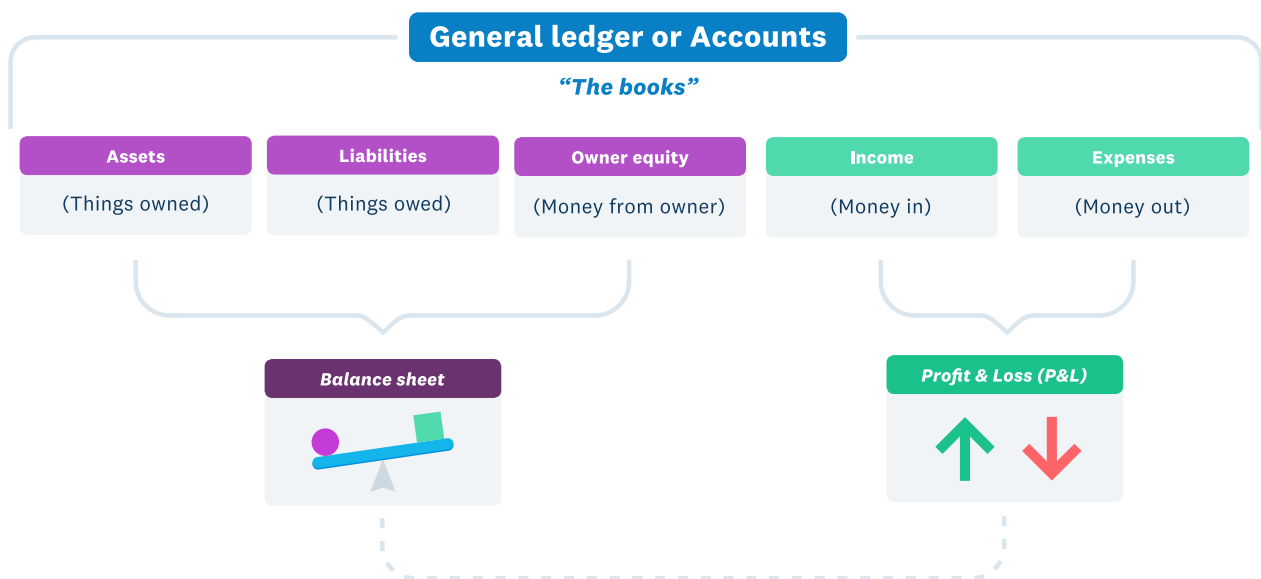 General ledger or Accounts
“The books”
Assets
Liabilities
Owner equity
Income
Expenses
(Things owned)
(Things owed)
(Money from owner)
(Money in)
(Money out)
Balance sheet
Profit & Loss (P&L)